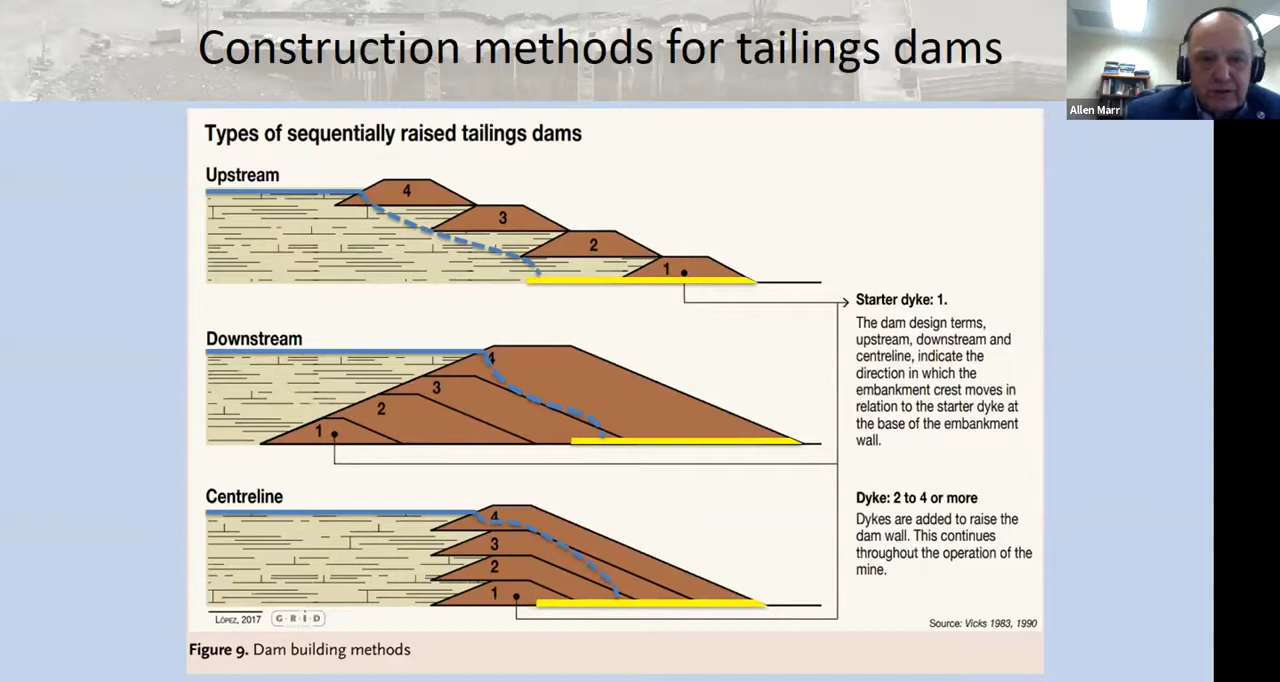 Construction methods for tailings dams
Allen Marr
Types of sequentially raised tailings dams
Upstream
4
3
2
1
Starter dyke: 1.
The dam design terms,
upstream, downstream and
centreline, indicate the
direction in which the
embankment crest moves in
relation to the starter dyke at
the base of the embankment
wall.
Downstream
4
3
2
1
Centreline
4
3
2
1
Dyke: 2 to 4 or more
Dykes are added to raise the
dam wall. This continues
throughout the operation of the
mine.
LÓPEZ, 2017
G R I D
Source: Vicks 1983, 1990
Figure 9. Dam building methods